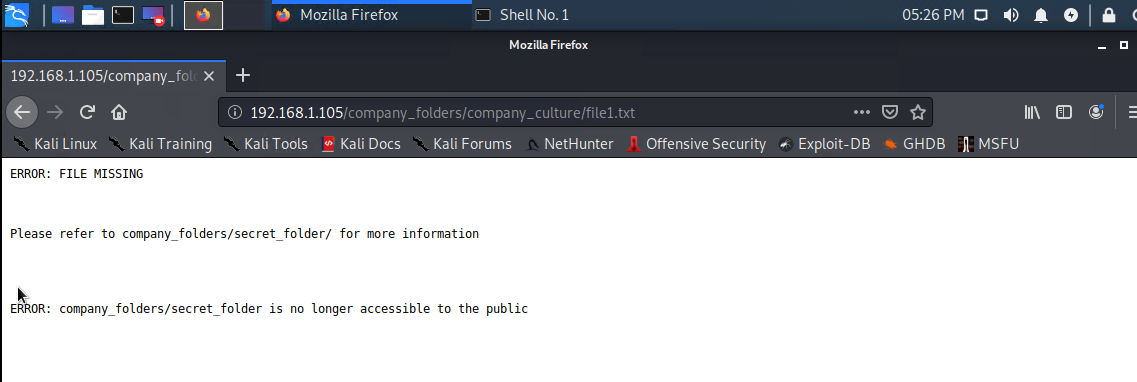 Mozilla Firefox
Shell No. 1
05:26 PM
Mozilla Firefox
192.168.1.105/company_fol
192.168.1.105/company_folders/company_culture/file1.txt
Kali Linux
Kali Training
Kali Tools
Kali Docs
Kali Forums
NetHunter
Offensive Security
Exploit-DB
GHDB
MSFU
ERROR: FILE MISSING
Please refer to company_folders/secret_folder/ for more information
ERROR: company_folders/secret_folder is no longer accessible to the public